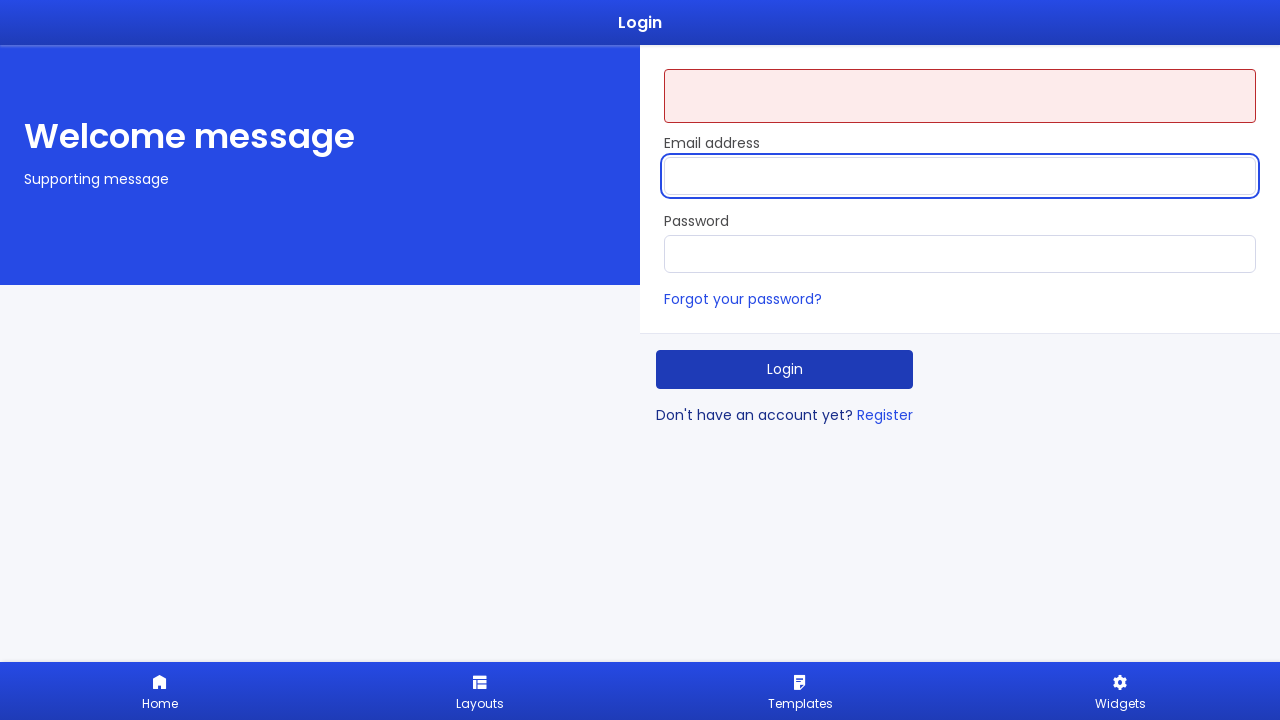 Login
Welcome message
Supporting message
Email address
Password
Forgot your password?
Login
Don't have an account yet? Register
Home
Layouts
Templates
Widgets